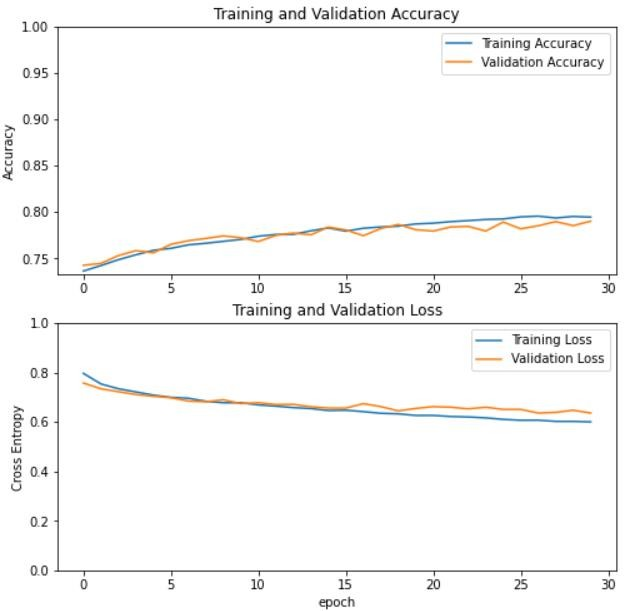 Training and Validation Accuracy
1.00
0.95
0.90
0.85
0.80
0.75
Accuracy
Training Accuracy
Validation Accuracy
0 5 10 15 20 25 30
Training and Validation Loss
1.0
0.8
0.6
0.4
0.2
0.0
Cross Entropy
Training Loss
Validation Loss
0 5 10 15 20 25 30
epoch